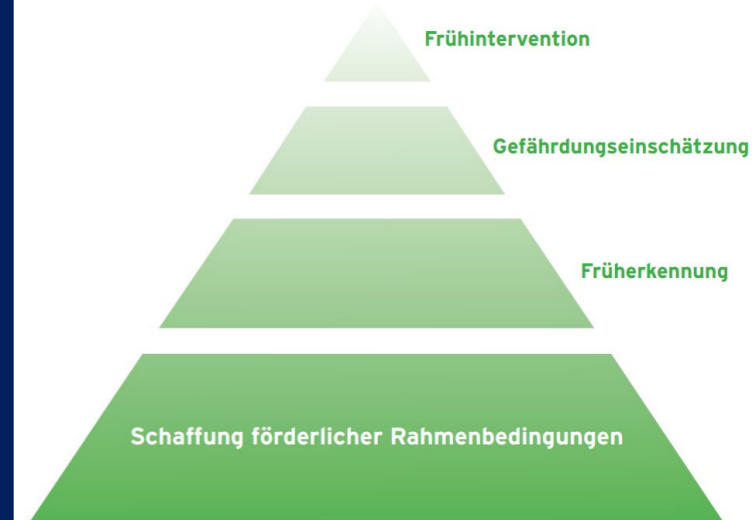 Frühintervention
Gefährdungseinschätzung
Früherkennung
Schaffung förderlicher Rahmenbedingungen